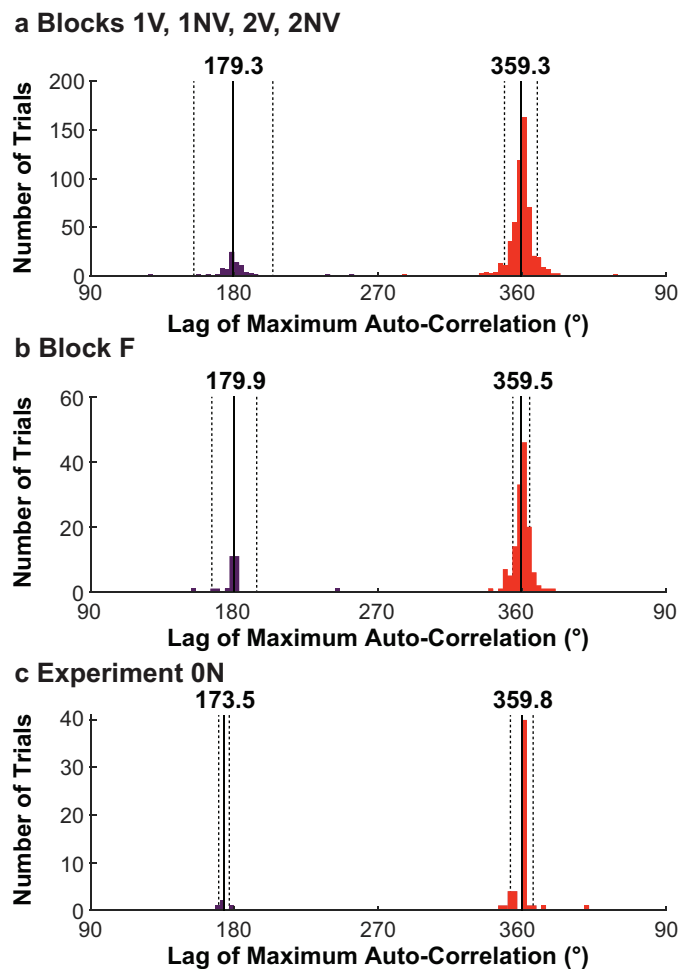 a Blocks 1V, 1NV, 2V, 2NV
179.3 359.3
200
150
100
50
0
Number of Trials
90 180 270 360 90
Lag of Maximum Auto-Correlation (°)
b Block F
179.9 359.5
60
40
20
0
Number of Trials
90 180 270 360 90
Lag of Maximum Auto-Correlation (°)
c Experiment 0N
173.5 359.8
40
30
20
10
0
Number of Trials
90 180 270 360 90
Lag of Maximum Auto-Correlation (°)